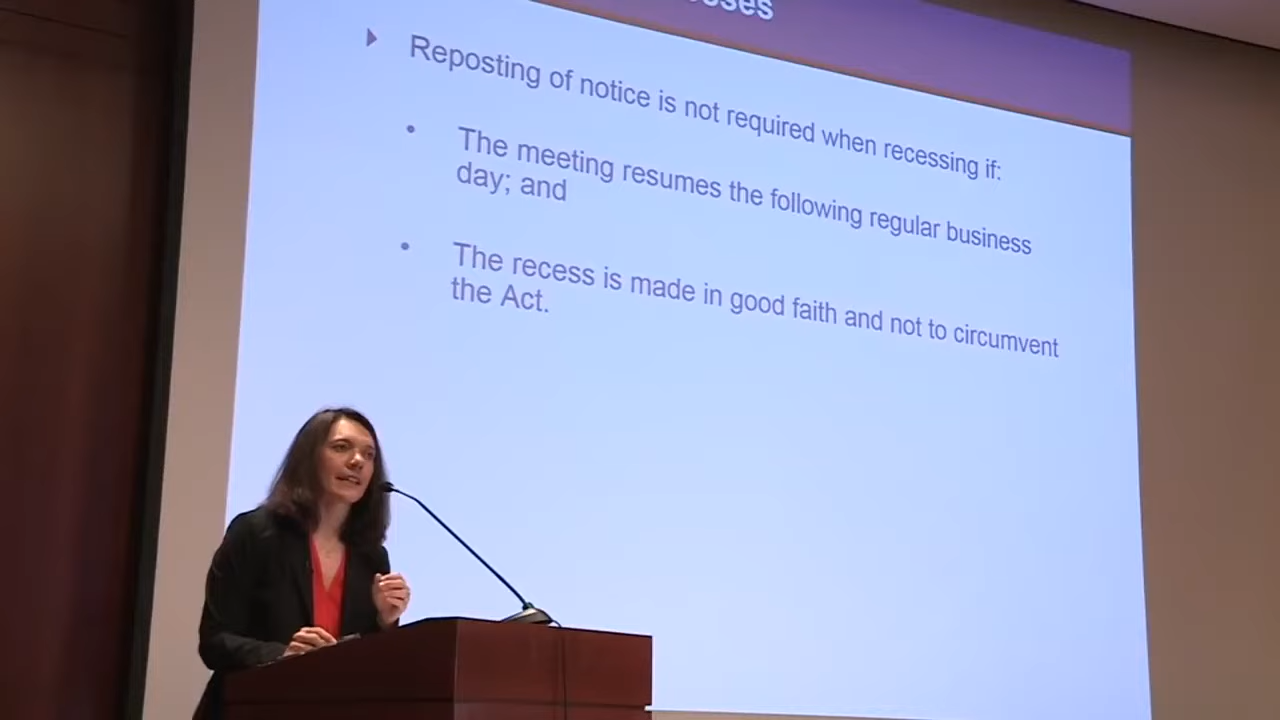 Reposting of notice is not required when recessing if:
The meeting resumes the following regular business
day; and
The recess is made in good faith and not to circumvent
the Act.